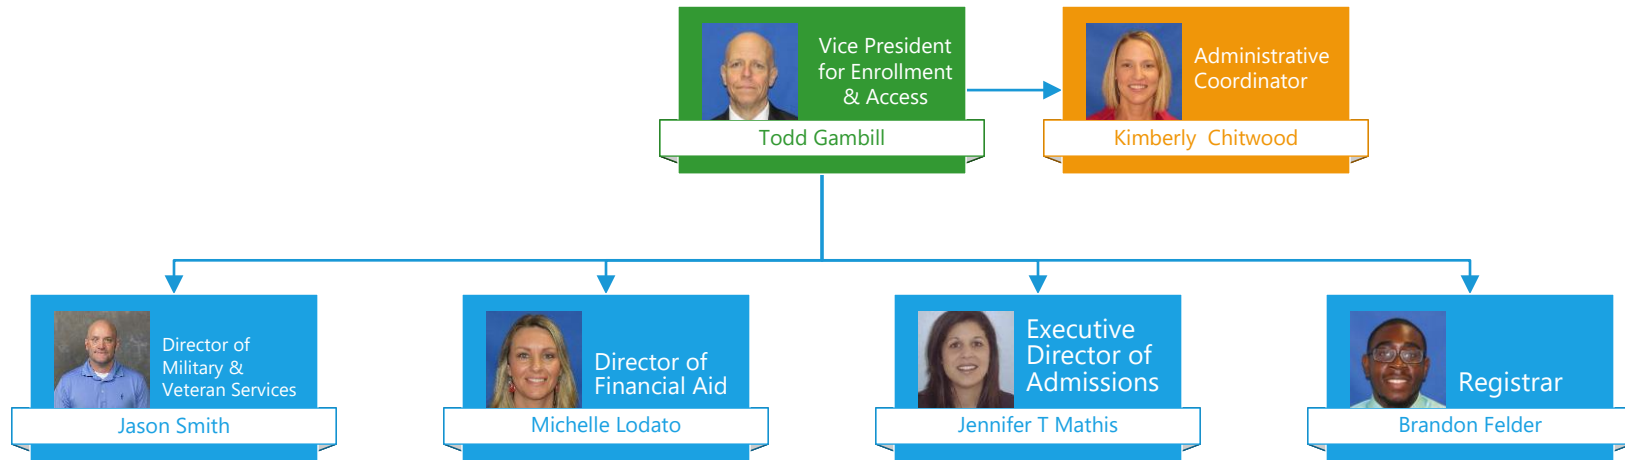 Vice President
for Enrollment
& Access
Todd Gambill
Administrative
Coordinator
Kimberly  Chitwood
Director of
Military &
Veteran Services
Jason Smith
Director of
Financial Aid
Michelle Lodato
Executive
Director of
Admissions
Jennifer T Mathis
Registrar
Brandon Felder